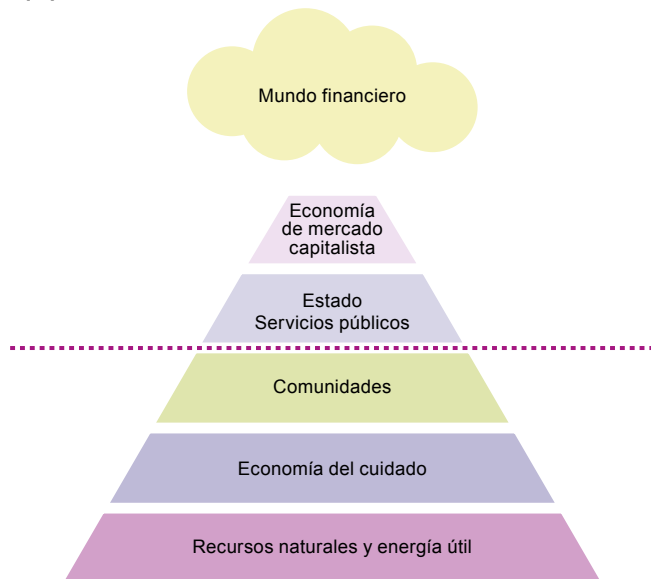 Mundo financiero
Economía
de mercado
capitalista
Estado
Servicios públicos
Comunidades
Economía del cuidado
Recursos naturales y energía útil